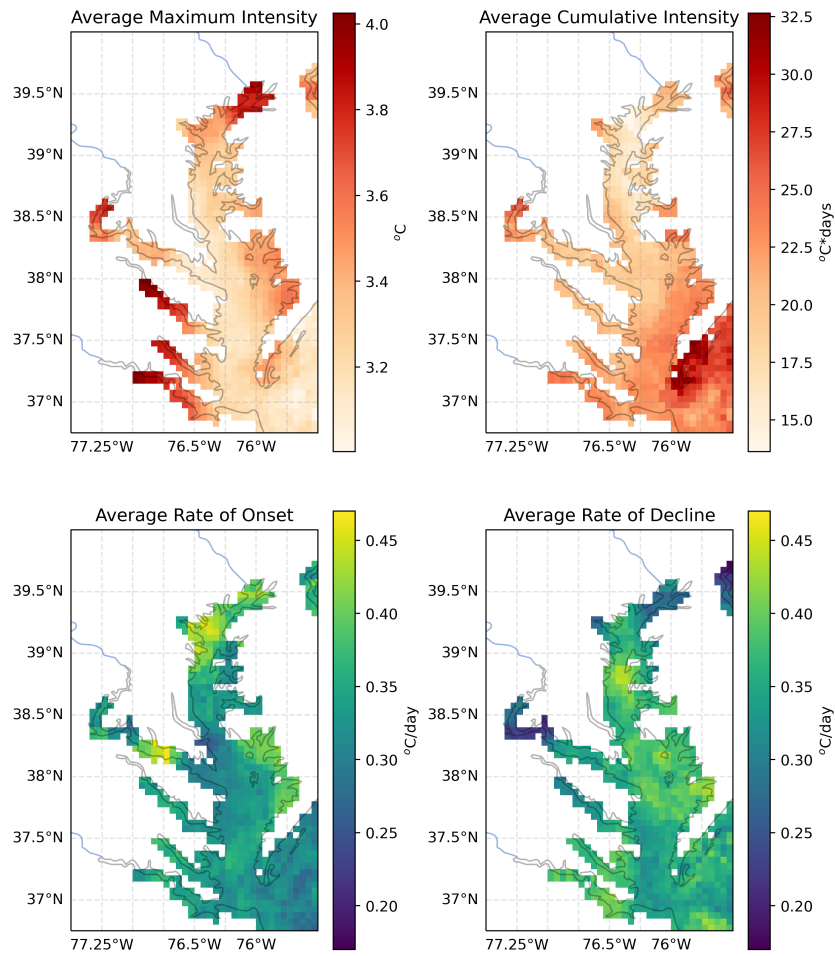 Average Maximum Intensity
39.5°N
39°N
38.5°N
38°N
37.5°N
37°N
77.25°W 76.5°W 76°W
4.0
3.8
3.6
3.4
3.2
°C
Average Cumulative Intensity
39.5°N
39°N
38.5°N
38°N
37.5°N
37°N
77.25°W 76.5°W 76°W
32.5
30.0
27.5
25.0
22.5
20.0
17.5
15.0
°C*days
Average Rate of Onset
39.5°N
39°N
38.5°N
38°N
37.5°N
37°N
77.25°W 76.5°W 76°W
0.45
0.40
0.35
0.30
0.25
0.20
°C/day
Average Rate of Decline
39.5°N
39°N
38.5°N
38°N
37.5°N
37°N
77.25°W 76.5°W 76°W
0.45
0.40
0.35
0.30
0.25
0.20
°C/day